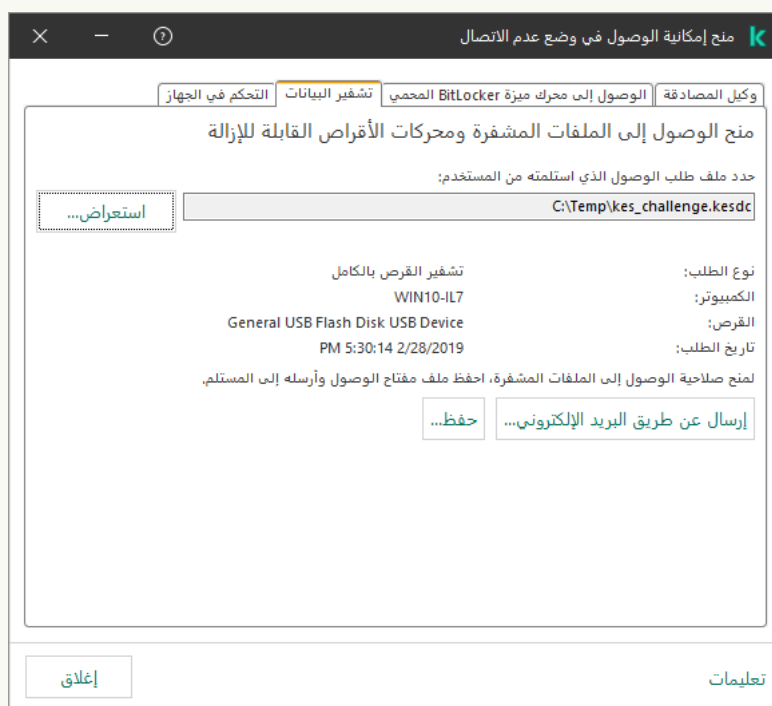 منح إمكانية الوصول في وضع عدم الاتصال
وكيل المصادقة
الوصول إلى محرك ميزة BitLocker المحمي
تشفير البيانات
التحكم في الجهاز
منح الوصول إلى الملفات المشفرة ومحركات الأقراص القابلة للإزالة
حدد ملف طلب الوصول الذي استلمته من المستخدم:
C:\Temp\kes_challenge.kesdc
استعراض...
نوع الطلب: تشفير القرص بالكامل
الكمبيوتر: WIN10-IL7
القرص: General USB Flash Disk USB Device
تاريخ الطلب: PM 5:30:14 2/28/2019
لمنح صلاحية الوصول إلى الملفات المشفرة، احفظ ملف مفتاح الوصول وأرسله إلى المستلم.
إرسال عن طريق البريد الإلكتروني...
حفظ...
تعليمات
إغلاق